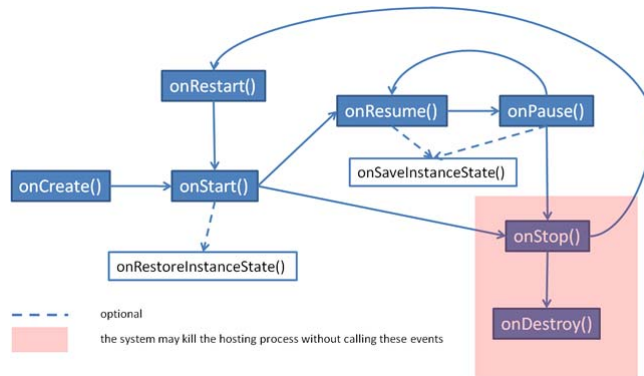 onRestart()
onResume()
onPause()
onSaveInstanceState()
onCreate()
onStart()
onStop()
onRestoreInstanceState()
onDestroy()
optional
the system may kill the hosting process without calling these events